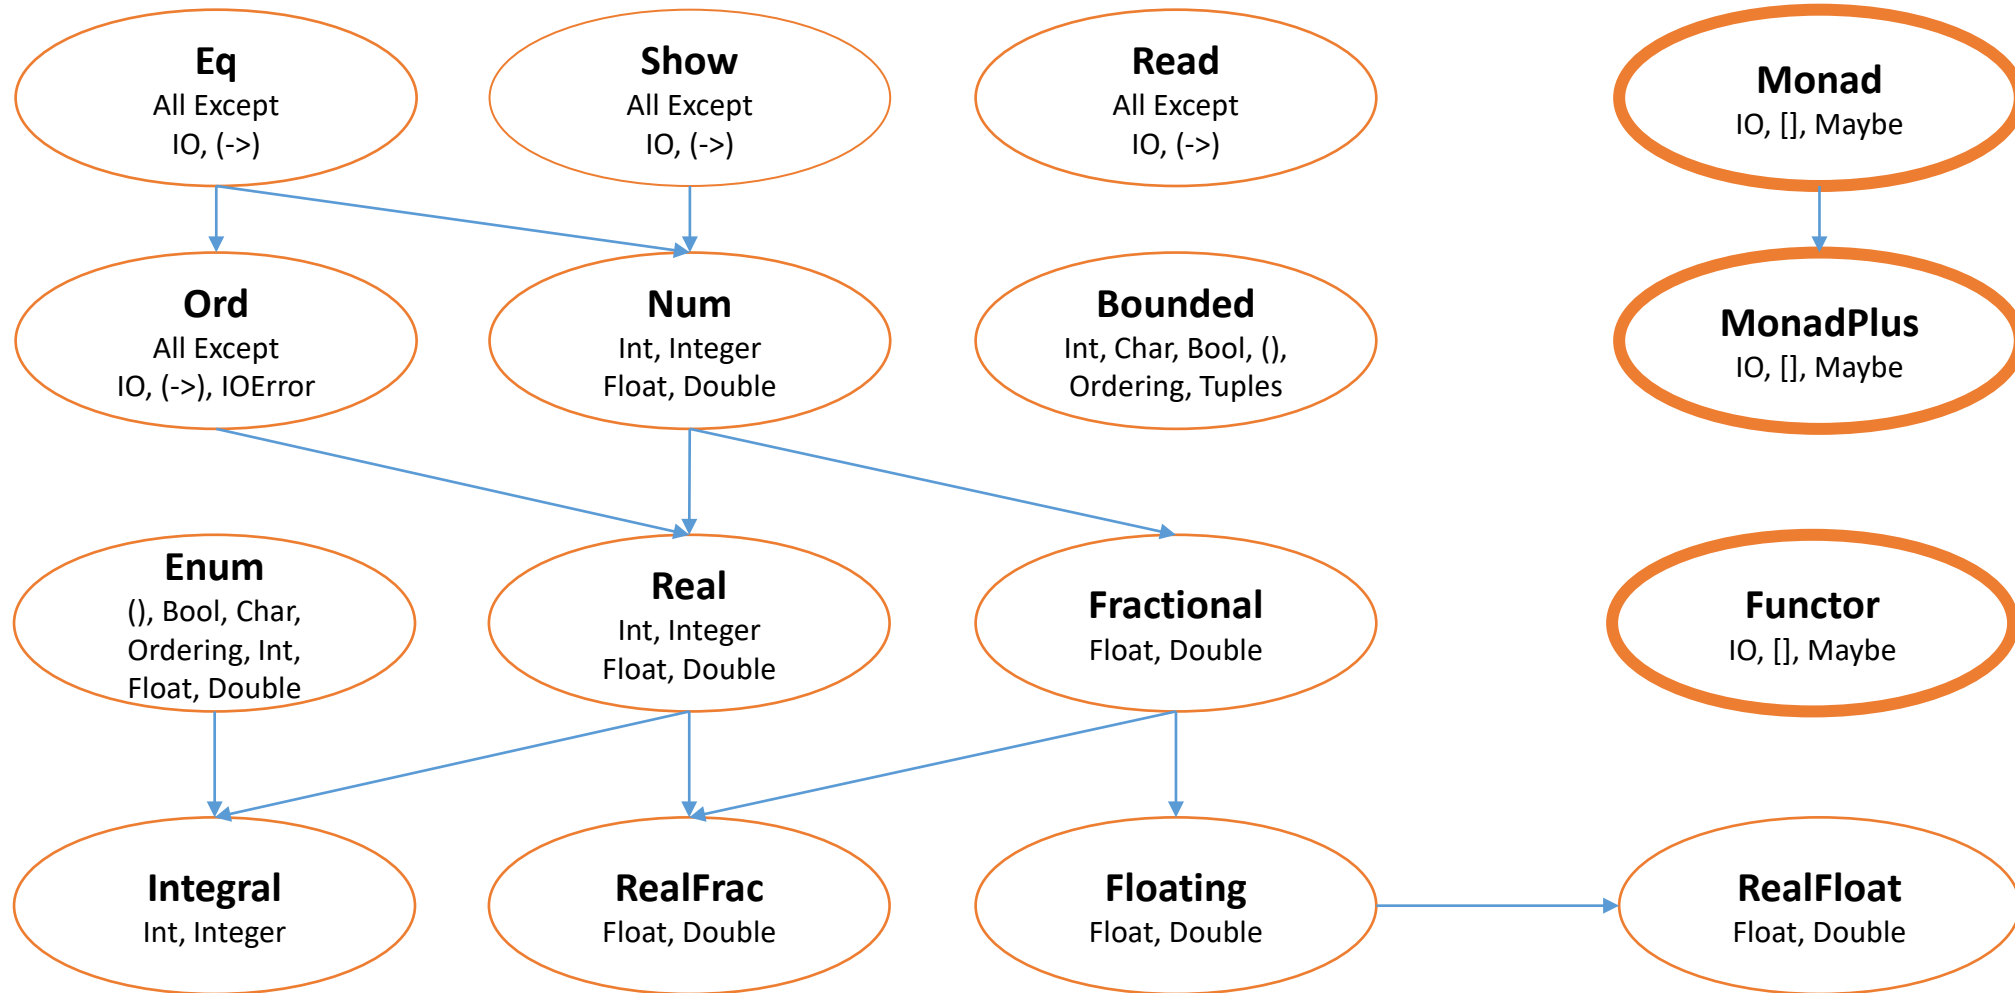 Eq
All Except
IO, (->)
Show
All Except
IO, (->)
Read
All Except
IO, (->)
Monad
IO, [], Maybe
Ord
All Except
IO, (->), IOError
Num
Int, Integer
Float, Double
Bounded
Int, Char, Bool, (),
Ordering, Tuples
MonadPlus
IO, [], Maybe
Enum
(), Bool, Char,
Ordering, Int,
Float, Double
Real
Int, Integer
Float, Double
Fractional
Float, Double
Functor
IO, [], Maybe
Integral
Int, Integer
RealFrac
Float, Double
Floating
Float, Double
RealFloat
Float, Double